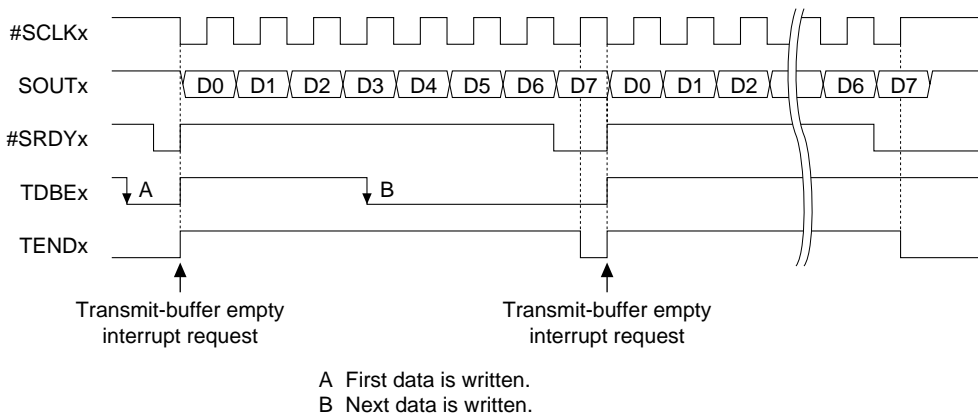 #SCLKx
SOUTx D0 D1 D2 D3 D4 D5 D6 D7 D0 D1 D2 D6 D7
#SRDYx
TDBEx A B
TENDx
Transmit-buffer empty
interrupt request
Transmit-buffer empty
interrupt request
A First data is written.
B Next data is written.